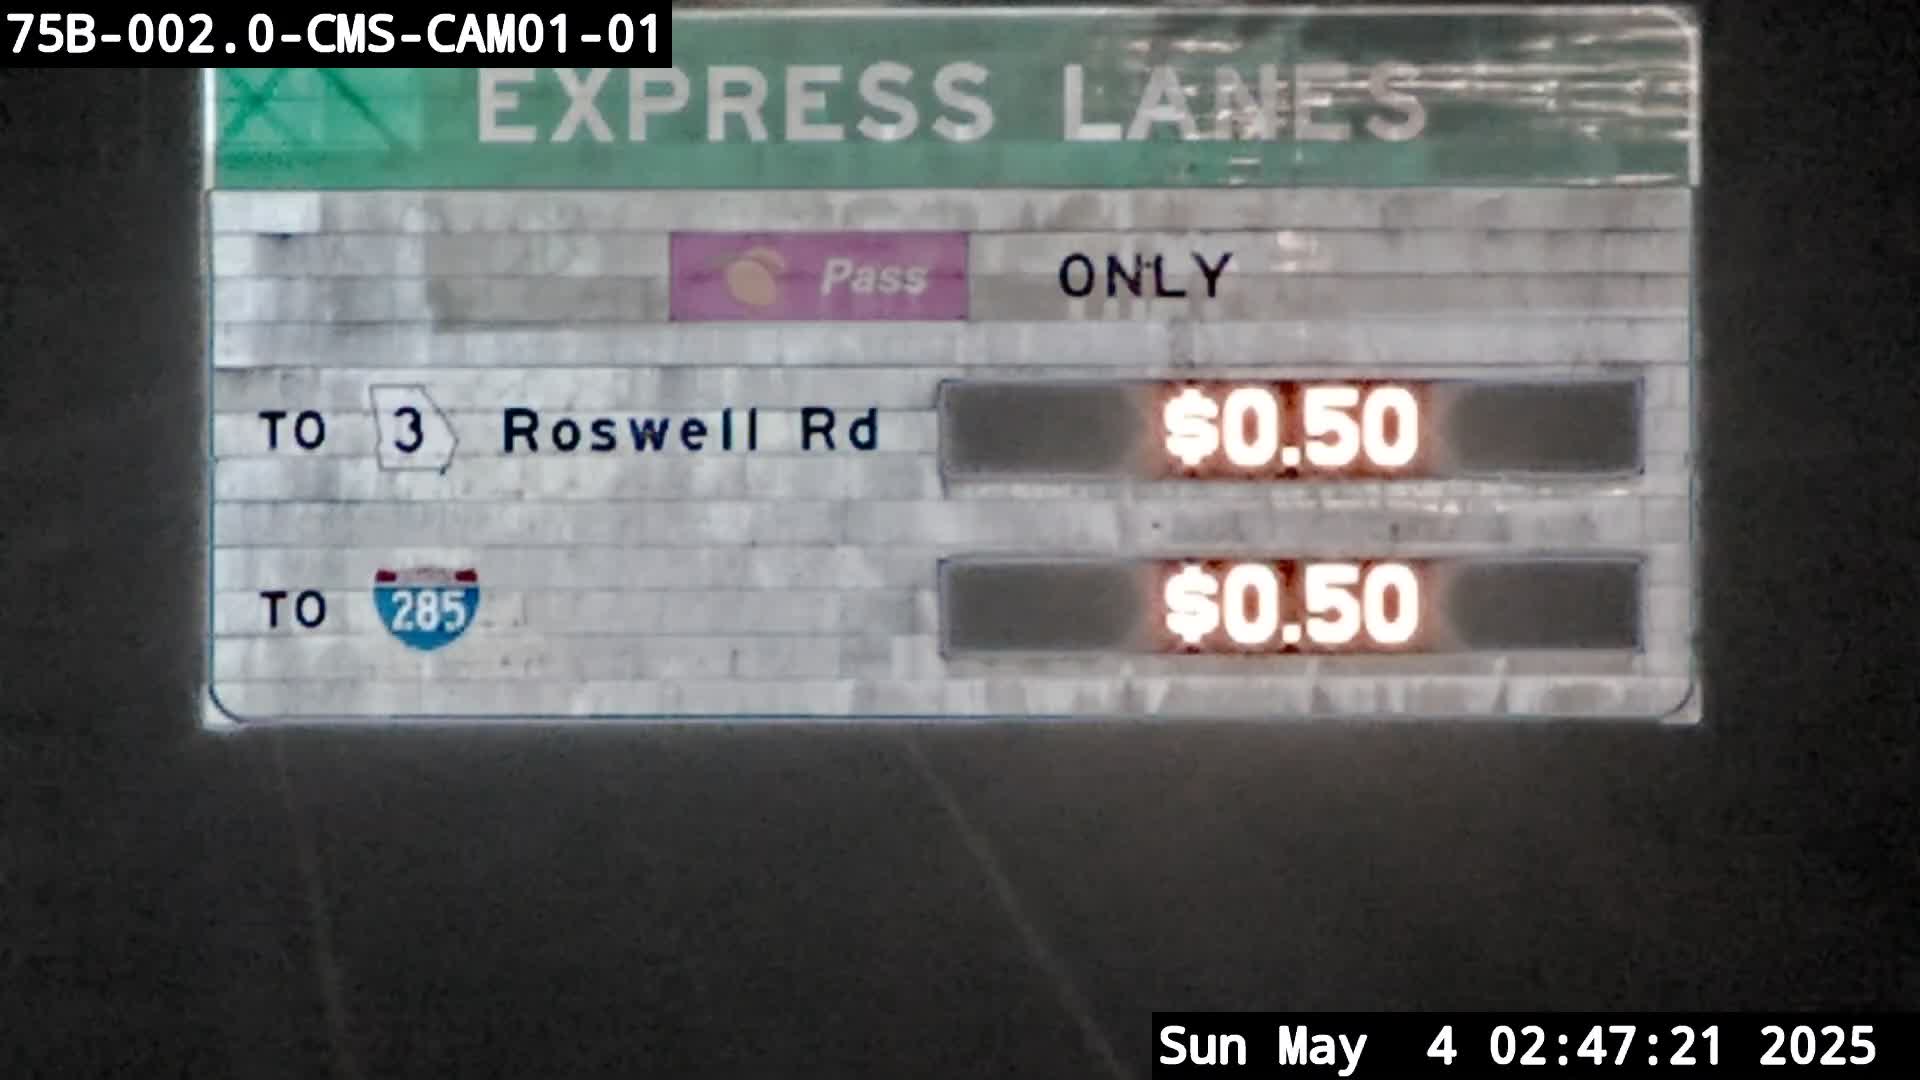 75B-002.0-CMS-CAM01-01
EXPRESS LANES
Pass ONLY
TO 3 Roswell Rd $0.50
TO 285 $0.50
Sun May 4 02:47:21 2025